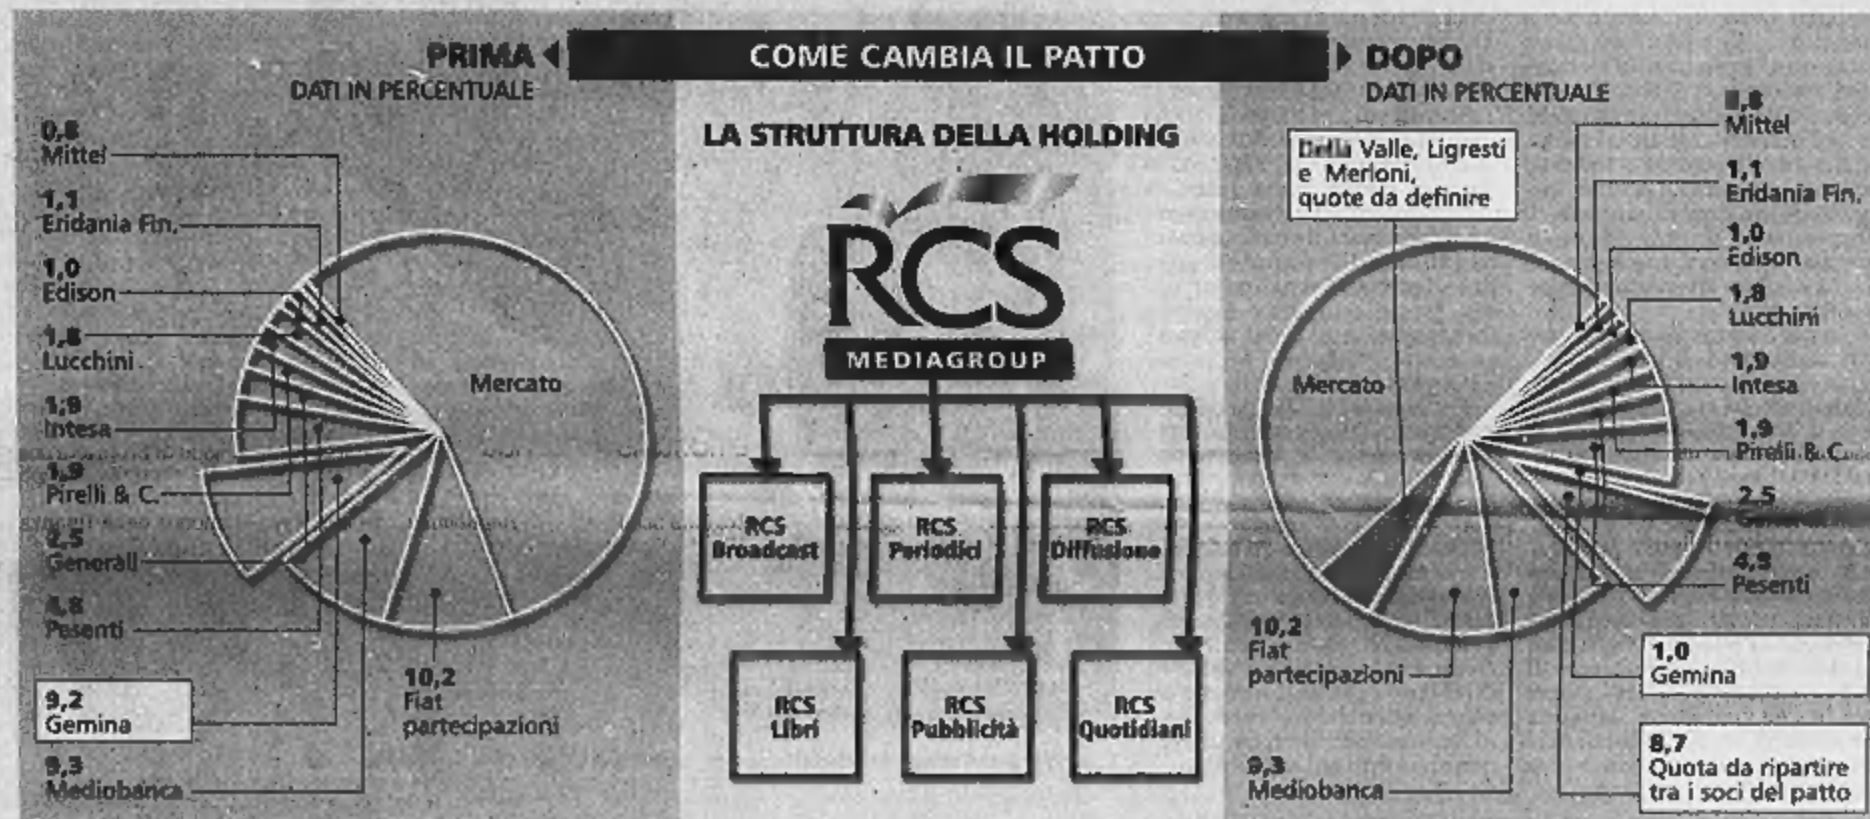 COME CAMBIA IL PATTO
PRIMA
DATI IN PERCENTUALE
0,8
Mittel
1,1
Eridania Fin.
1,0
Edison
1,8
Lucchini
1,9
Intesa
1,9
Pirelli & C.
2,5
Generali
4,8
Pesenti
9,2
Gemina
9,3
Mediobanca
10,2
Fiat
partecipazioni
Mercato
LA STRUTTURA DELLA HOLDING
RCS
MEDIAGROUP
RCS
Broadcast
RCS
Periodici
RCS
Diffusione
RCS
Libri
RCS
Pubblicità
RCS
Quotidiani
DOPO
DATI IN PERCENTUALE
Della Valle, Ligresti
e Merloni,
quote da definire
Mercato
Mittel
1,1
Eridania Fin.
1,0
Edison
1,8
Lucchini
1,9
Intesa
1,9
Pirelli & C.
2,5
4,8
Pesenti
1,0
Gemina
8,7
Quota da ripartire
tra i soci del patto
9,3
Mediobanca
10,2
Fiat
partecipazioni